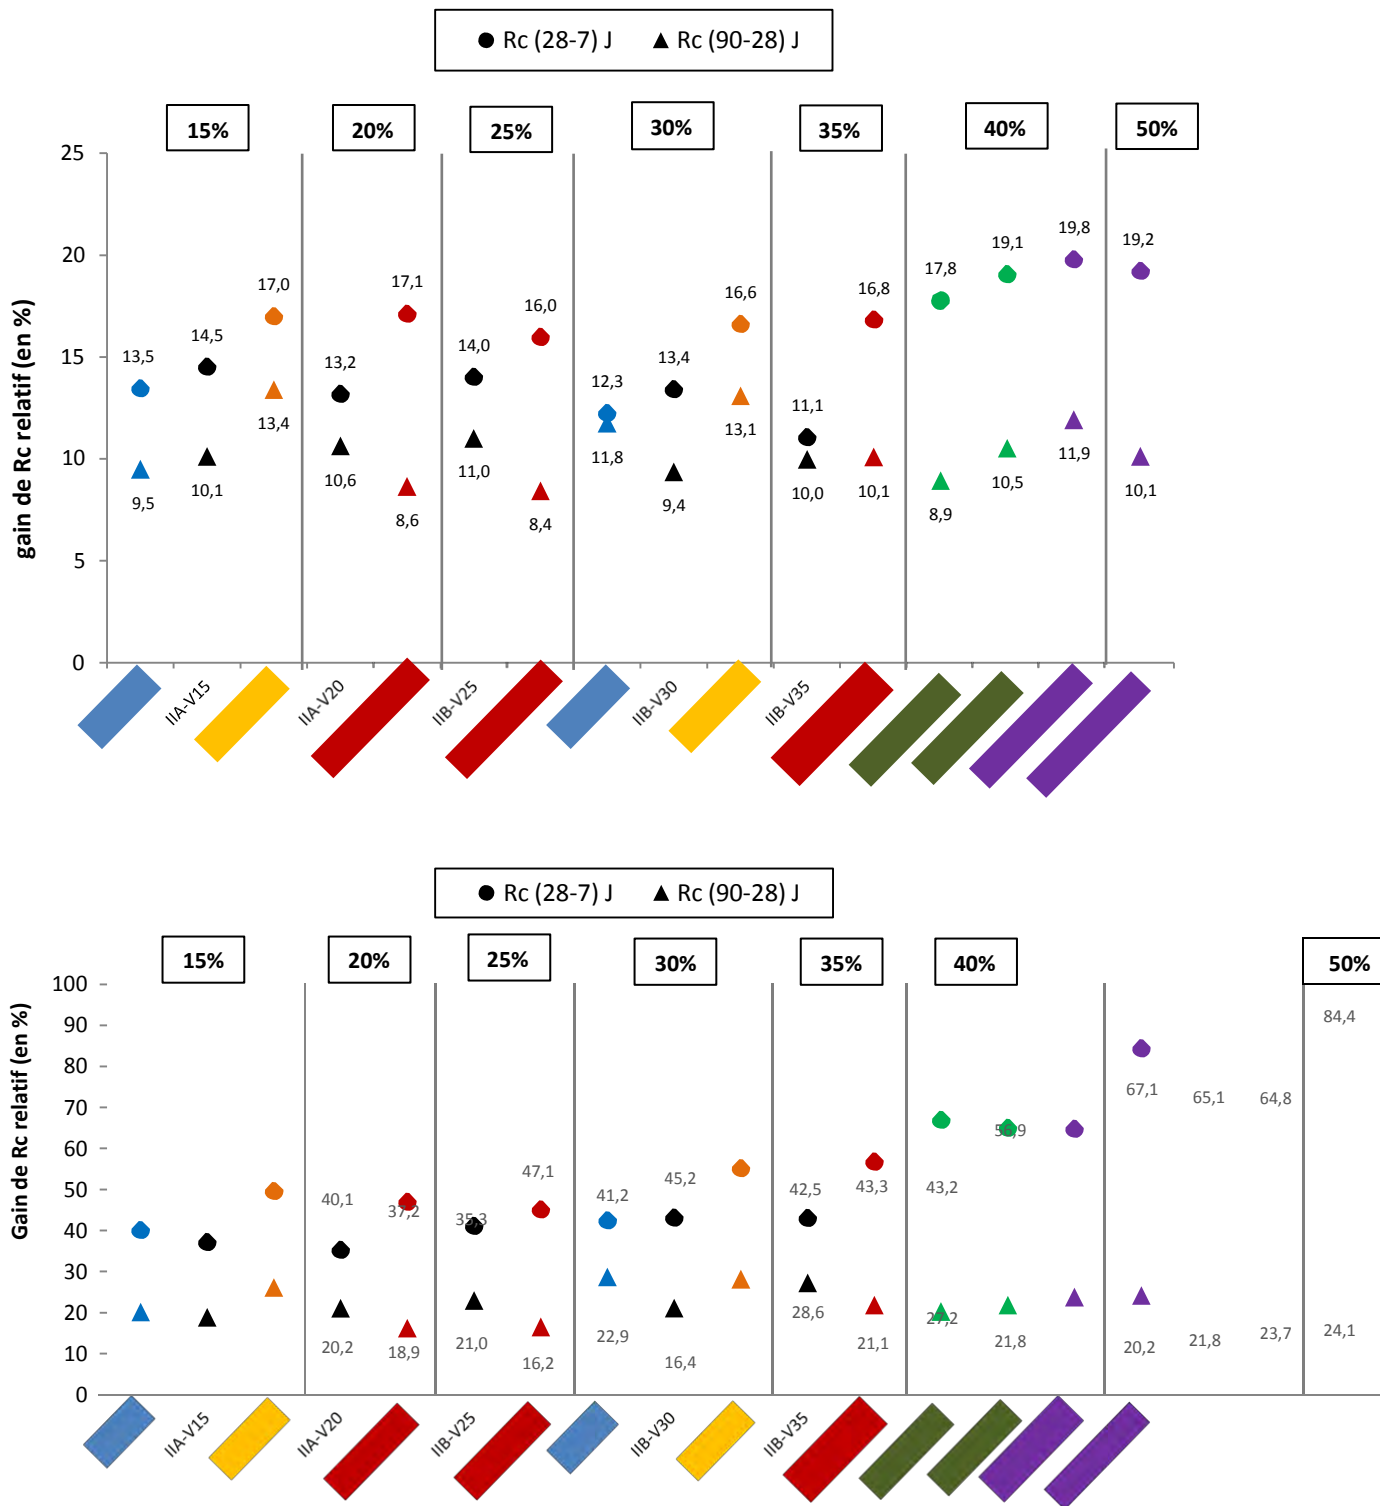 Rc (28-7) J Rc (90-28) J
15% 20% 25% 30% 35% 40% 50%
gain de Rc relatif (en %)
25
20
15
10
5
0
13,5 14,5 17,0 13,2 17,1 14,0 16,0 12,3 13,4 16,6 11,1 16,8 17,8 19,1 19,8 19,2
9,5 10,1 13,4 10,6 8,6 11,0 8,4 11,8 9,4 13,1 10,0 10,1 8,9 10,5 11,9 10,1
IIA-V15 IIA-V20 IIB-V25 IIB-V30 IIB-V35
Rc (28-7) J Rc (90-28) J
15% 20% 25% 30% 35% 40% 50%
Gain de Rc relatif (en %)
100
90
80
70
60
50
40
30
20
10
0
40,1 37,2 35,3 47,1 41,2 45,2 42,5 43,3 43,2 56,9 67,1 65,1 64,8 84,4
20,2 18,9 21,0 16,2 22,9 16,4 28,6 21,1 27,2 21,8 20,2 21,8 23,7 24,1
IIA-V15 IIA-V20 IIB-V25 IIB-V30 IIB-V35